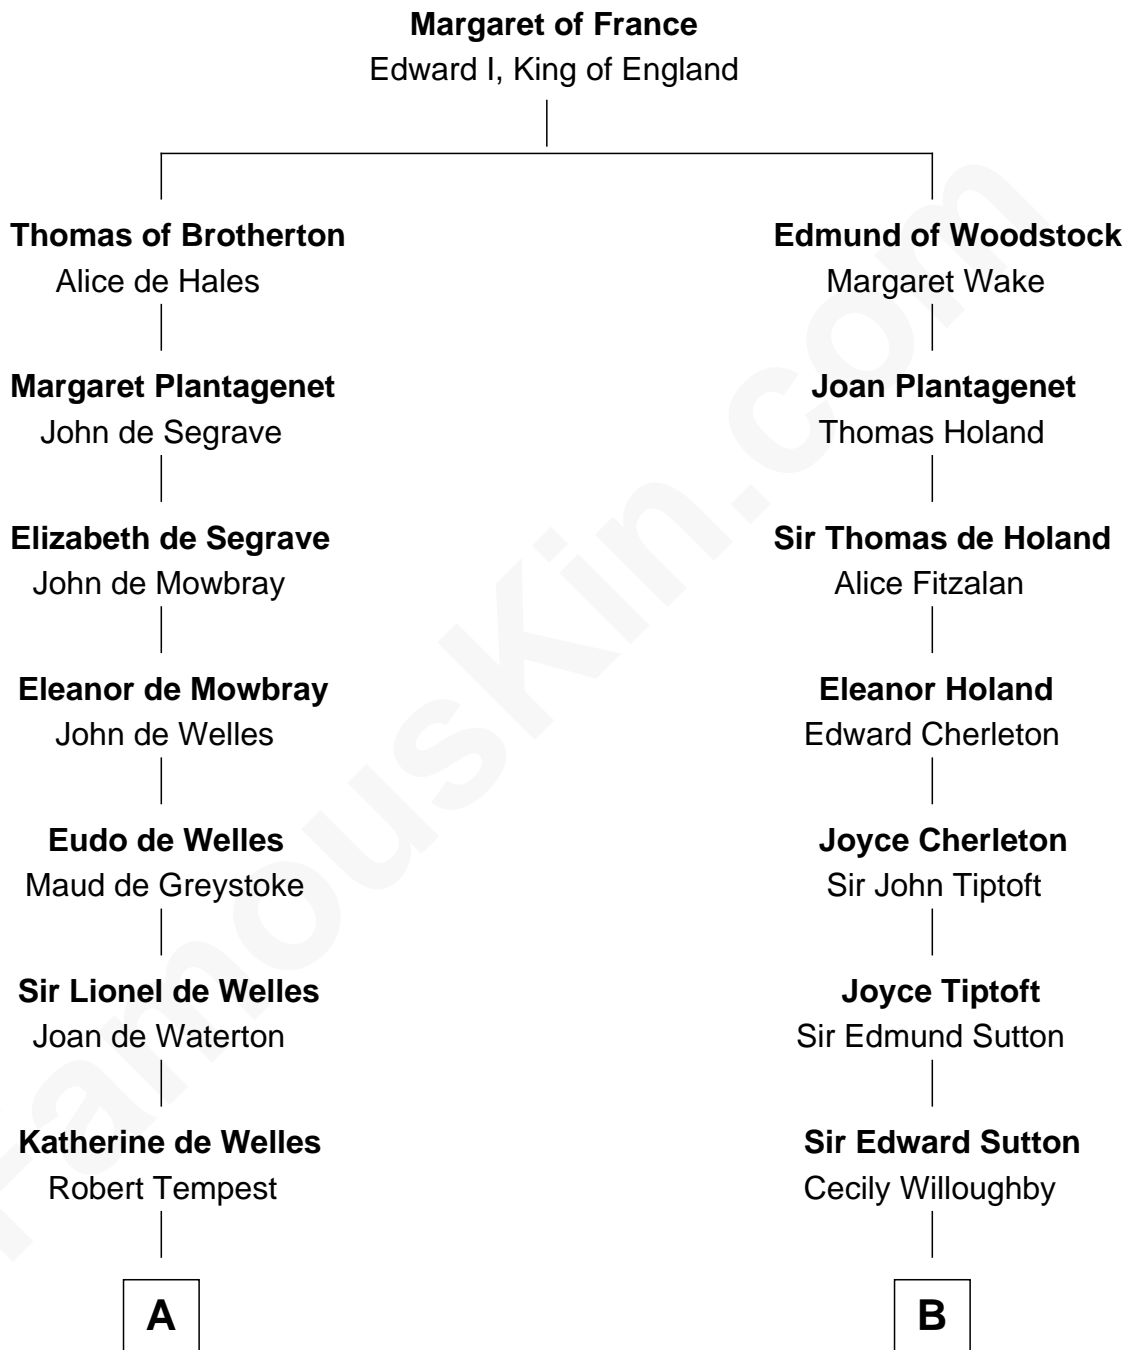 Margaret of France
Edward I, King of England
Thomas of Brotherton
Alice de Hales
Edmund of Woodstock
Margaret Wake
Margaret Plantagenet
John de Segrave
Joan Plantagenet
Thomas Holand
Elizabeth de Segrave
John de Mowbray
Sir Thomas de Holand
Alice Fitzalan
Eleanor de Mowbray
John de Welles
Eleanor Holand
Edward Cherleton
Eudo de Welles
Maud de Greystoke
Joyce Cherleton
Sir John Tiptoft
Sir Lionel de Welles
Joan de Waterton
Joyce Tiptoft
Sir Edmund Sutton
Katherine de Welles
Robert Tempest
Sir Edward Sutton
Cecily Willoughby
A
B
FamousKin.com